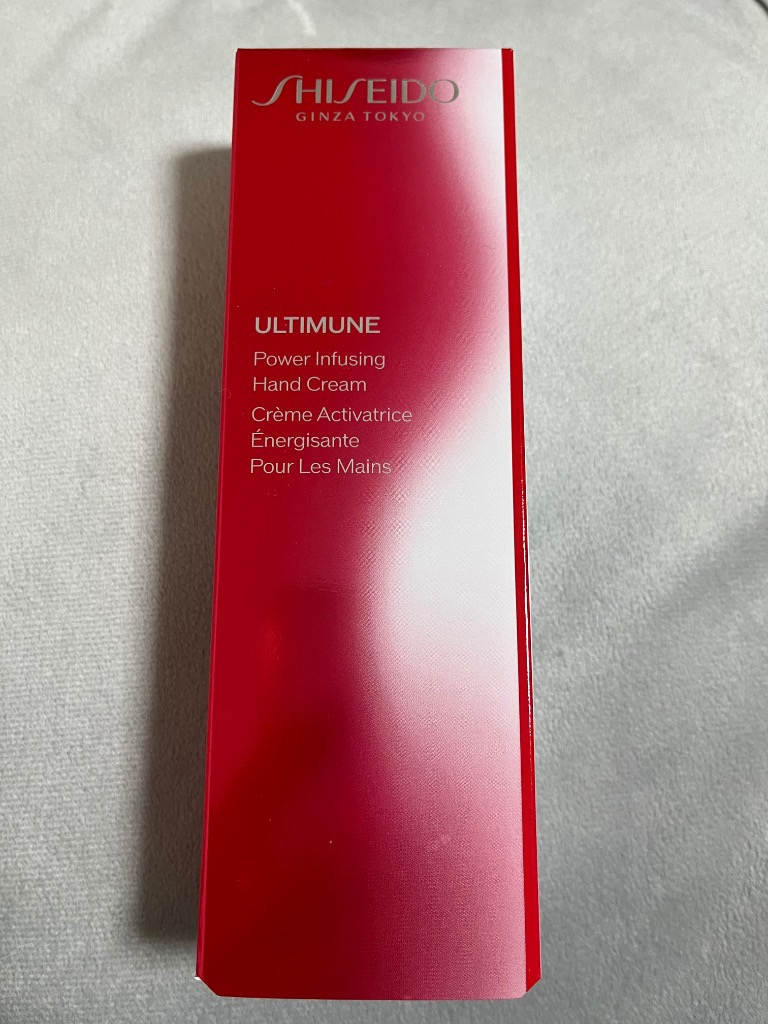 SHISEIDO
GINZA TOKYO
ULTIMUNE
Power Infusing
Hand Cream
Crème Activatrice
Énergisante
Pour Les Mains